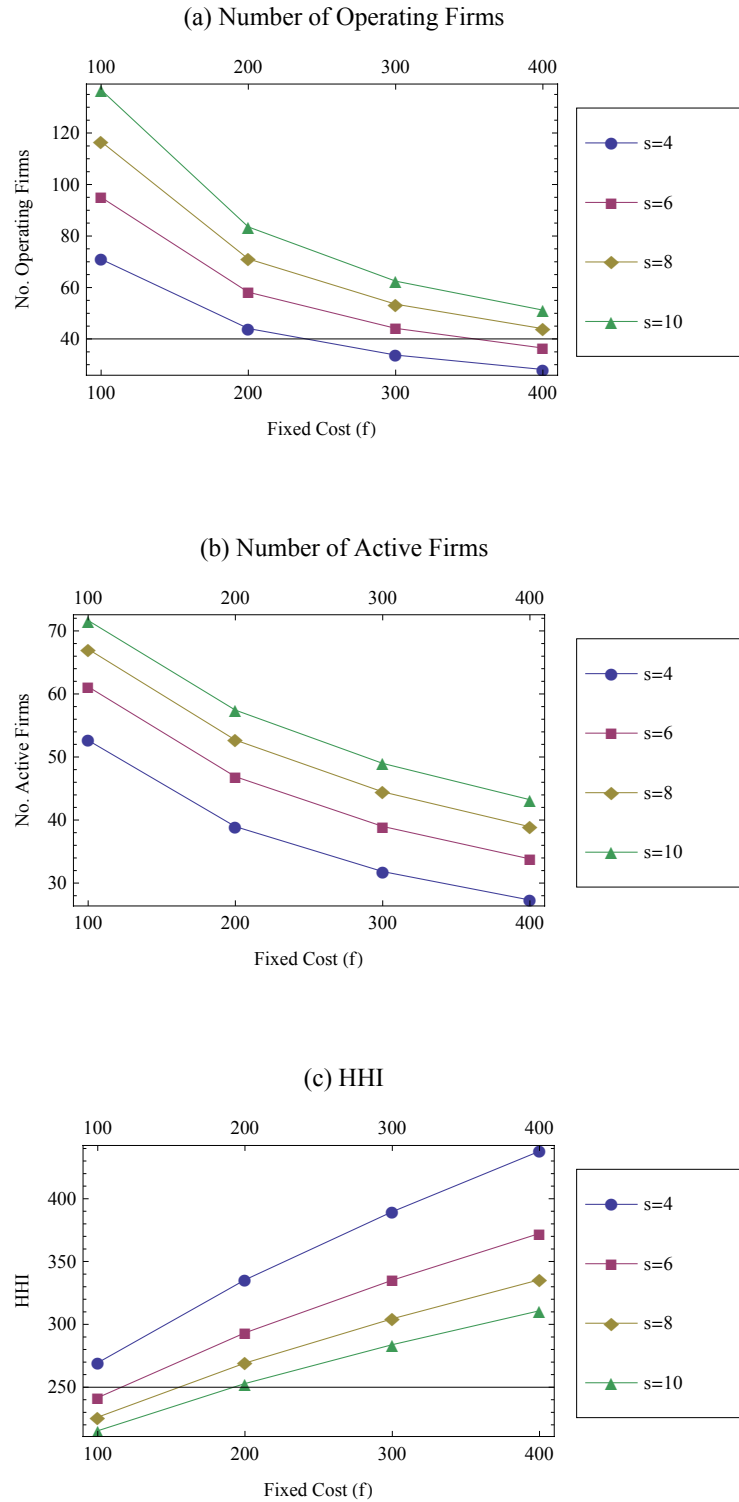 (a) Number of Operating Firms
100 200 300 400
120
100
80
60
40
No. Operating Firms
100 200 300 400
Fixed Cost (f)
s=4
s=6
s=8
s=10
(b) Number of Active Firms
100 200 300 400
70
60
50
40
30
No. Active Firms
100 200 300 400
Fixed Cost (f)
s=4
s=6
s=8
s=10
(c) HHI
100 200 300 400
400
350
300
250
HHI
100 200 300 400
Fixed Cost (f)
s=4
s=6
s=8
s=10